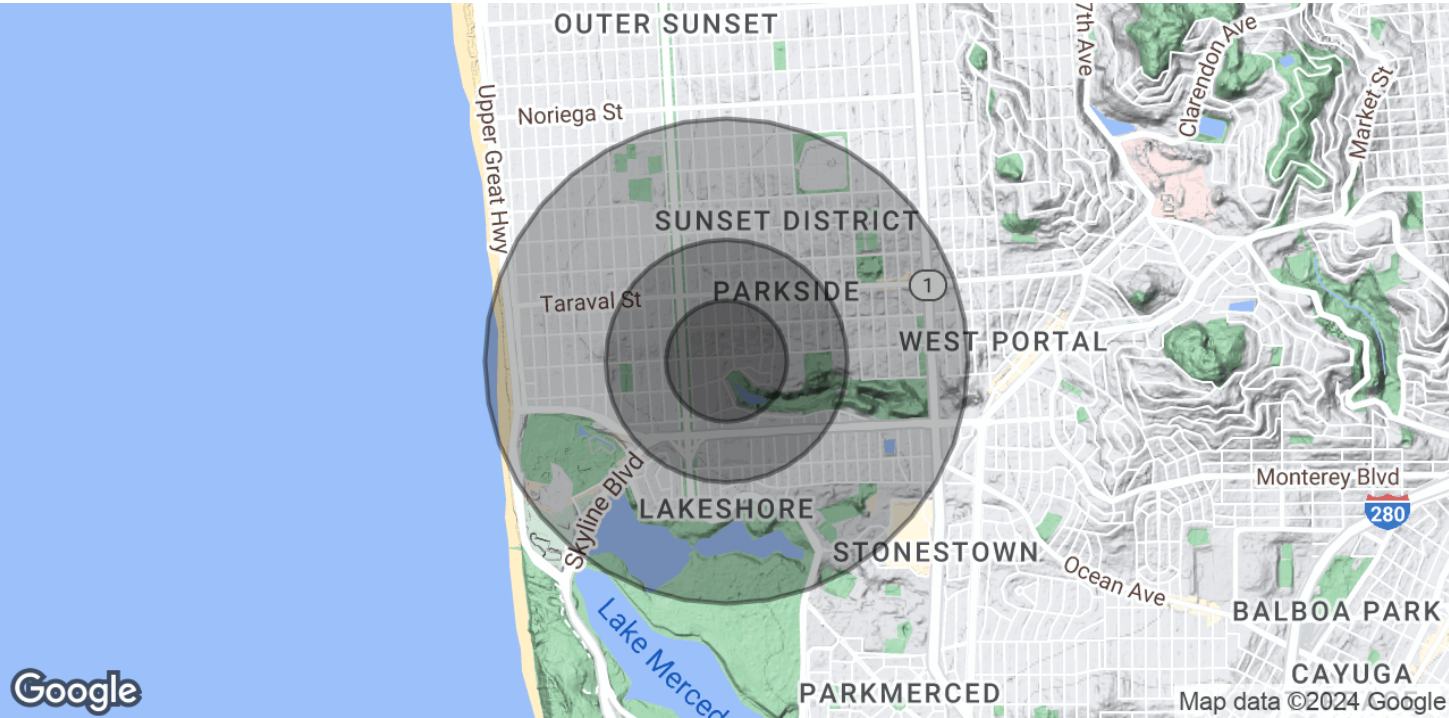 OUTER SUNSET
7th Ave
Clarendon Ave
Market St
Upper Great Hwy
Noriega St
SUNSET DISTRICT
1
Taraval St
PARKSIDE
WEST PORTAL
Skyline Blvd
Monterey Blvd
LAKESHORE
280
STONESTOWN
Ocean Ave
Lake Merced
BALBOA PARK
CAYUGA
Google
PARKMERCED
Map data ©2024 Google